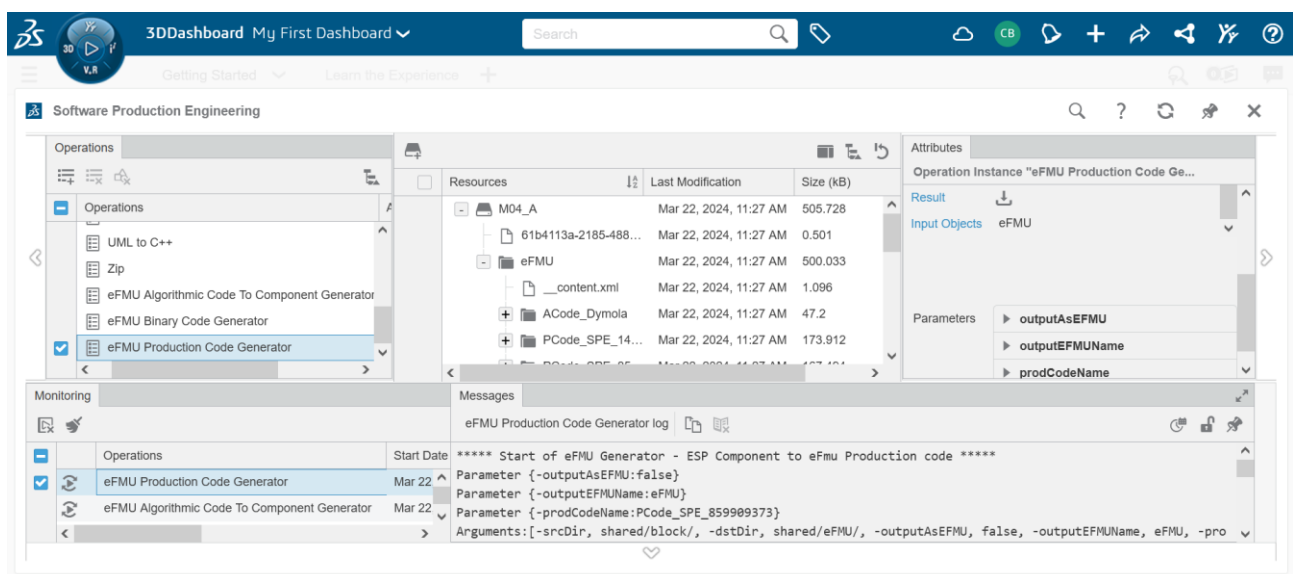 3DDashboard My First Dashboard
Search
CB
3D
V.R
Getting Started
Learn the Experience
Software Production Engineering
Operations
Operations
UML to C++
Zip
eFMU Algorithmic Code To Component Generator
eFMU Binary Code Generator
eFMU Production Code Generator
Resources Last Modification Size (kB)
M04_A Mar 22, 2024, 11:27 AM 505.728
61b4113a-2185-488... Mar 22, 2024, 11:27 AM 0.501
eFMU Mar 22, 2024, 11:27 AM 500.033
__content.xml Mar 22, 2024, 11:27 AM 1.096
ACode_Dymola Mar 22, 2024, 11:27 AM 47.2
PCode_SPE_14... Mar 22, 2024, 11:27 AM 173.912
Attributes
Operation Instance "eFMU Production Code Ge...
Result
Input Objects eFMU
Parameters
outputAsEFMU
outputEFMUName
prodCodeName
Monitoring
Operations Start Date
eFMU Production Code Generator Mar 22
eFMU Algorithmic Code To Component Generator Mar 22
Messages
eFMU Production Code Generator log
***** Start of eFMU Generator - ESP Component to eFmu Production code *****
Parameter {-outputAsEFMU:false}
Parameter {-outputEFMUName:eFMU}
Parameter {-prodCodeName:PCode_SPE_859909373}
Arguments:[-srcDir, shared/block/, -dstDir, shared/eFMU/, -outputAsEFMU, false, -outputEFMUName, eFMU, -pro